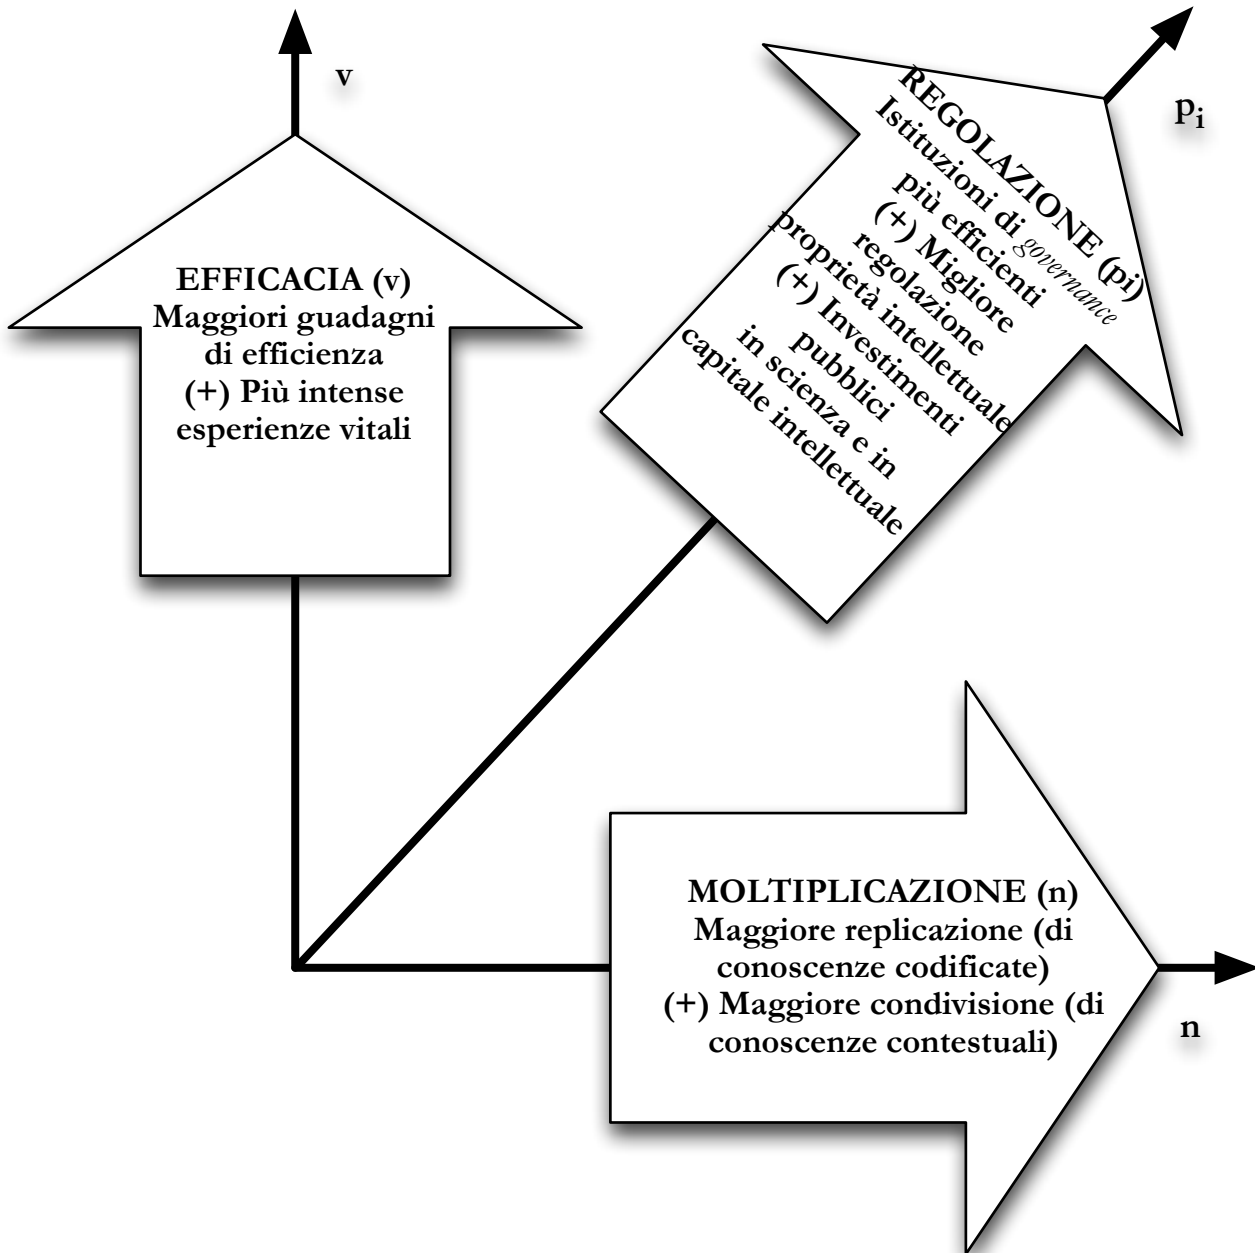 v
EFFICACIA (v)
Maggiori guadagni
di efficienza
(+) Più intense
esperienze vitali
p_i
REGOLAZIONE (pi)
Istituzioni di governance
più efficienti
(+) Migliore
regolazione
proprietà intellettuale
(+) Investimenti
pubblici
in scienza e in
capitale intellettuale
MOLTIPLICAZIONE (n)
Maggiore replicazione (di
conoscenze codificate)
(+) Maggiore condivisione (di
conoscenze contestuali)
n